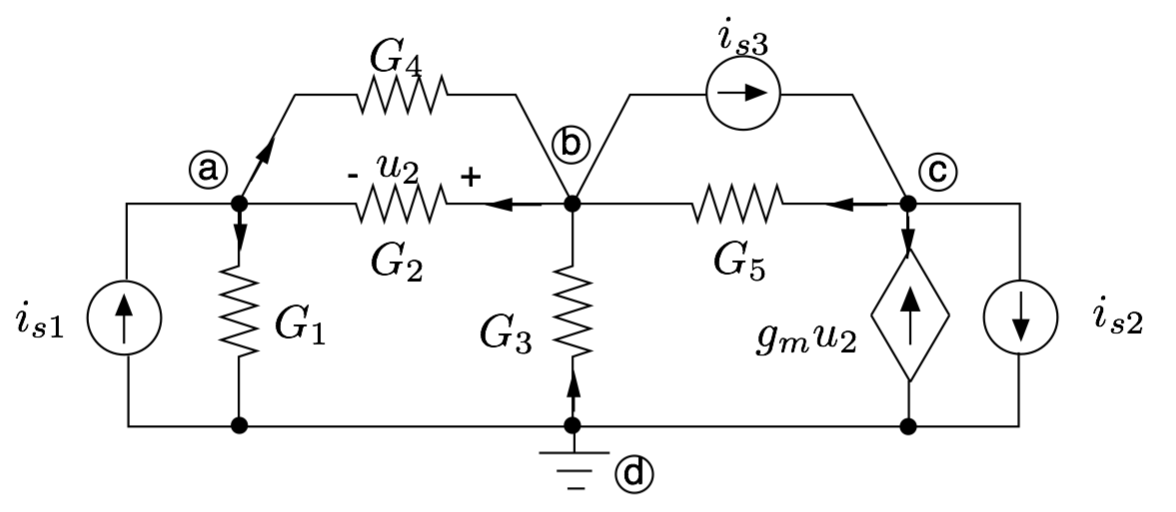 i_{s3}
G_4
ⓑ
ⓐ
- u_2 +
ⓒ
G_2
G_5
i_{s1}
G_1
G_3
g_m u_2
i_{s2}
ⓓ